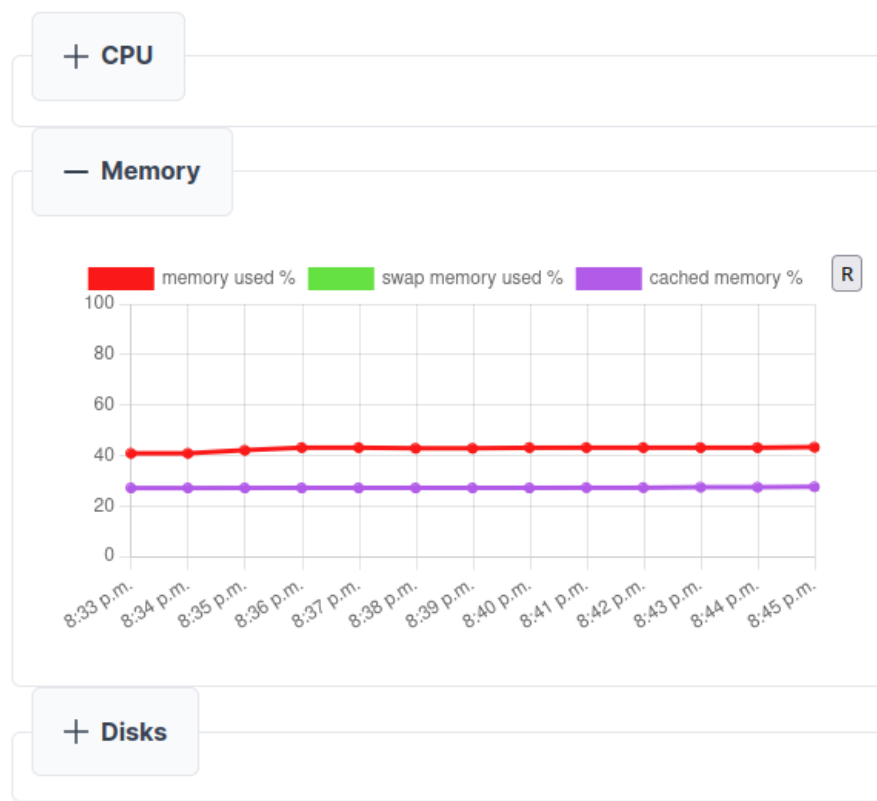 + CPU
− Memory
memory used % swap memory used % cached memory % R
100
80
60
40
20
0
8:33 p.m. 8:34 p.m. 8:35 p.m. 8:36 p.m. 8:37 p.m. 8:38 p.m. 8:39 p.m. 8:40 p.m. 8:41 p.m. 8:42 p.m. 8:43 p.m. 8:44 p.m. 8:45 p.m.
+ Disks